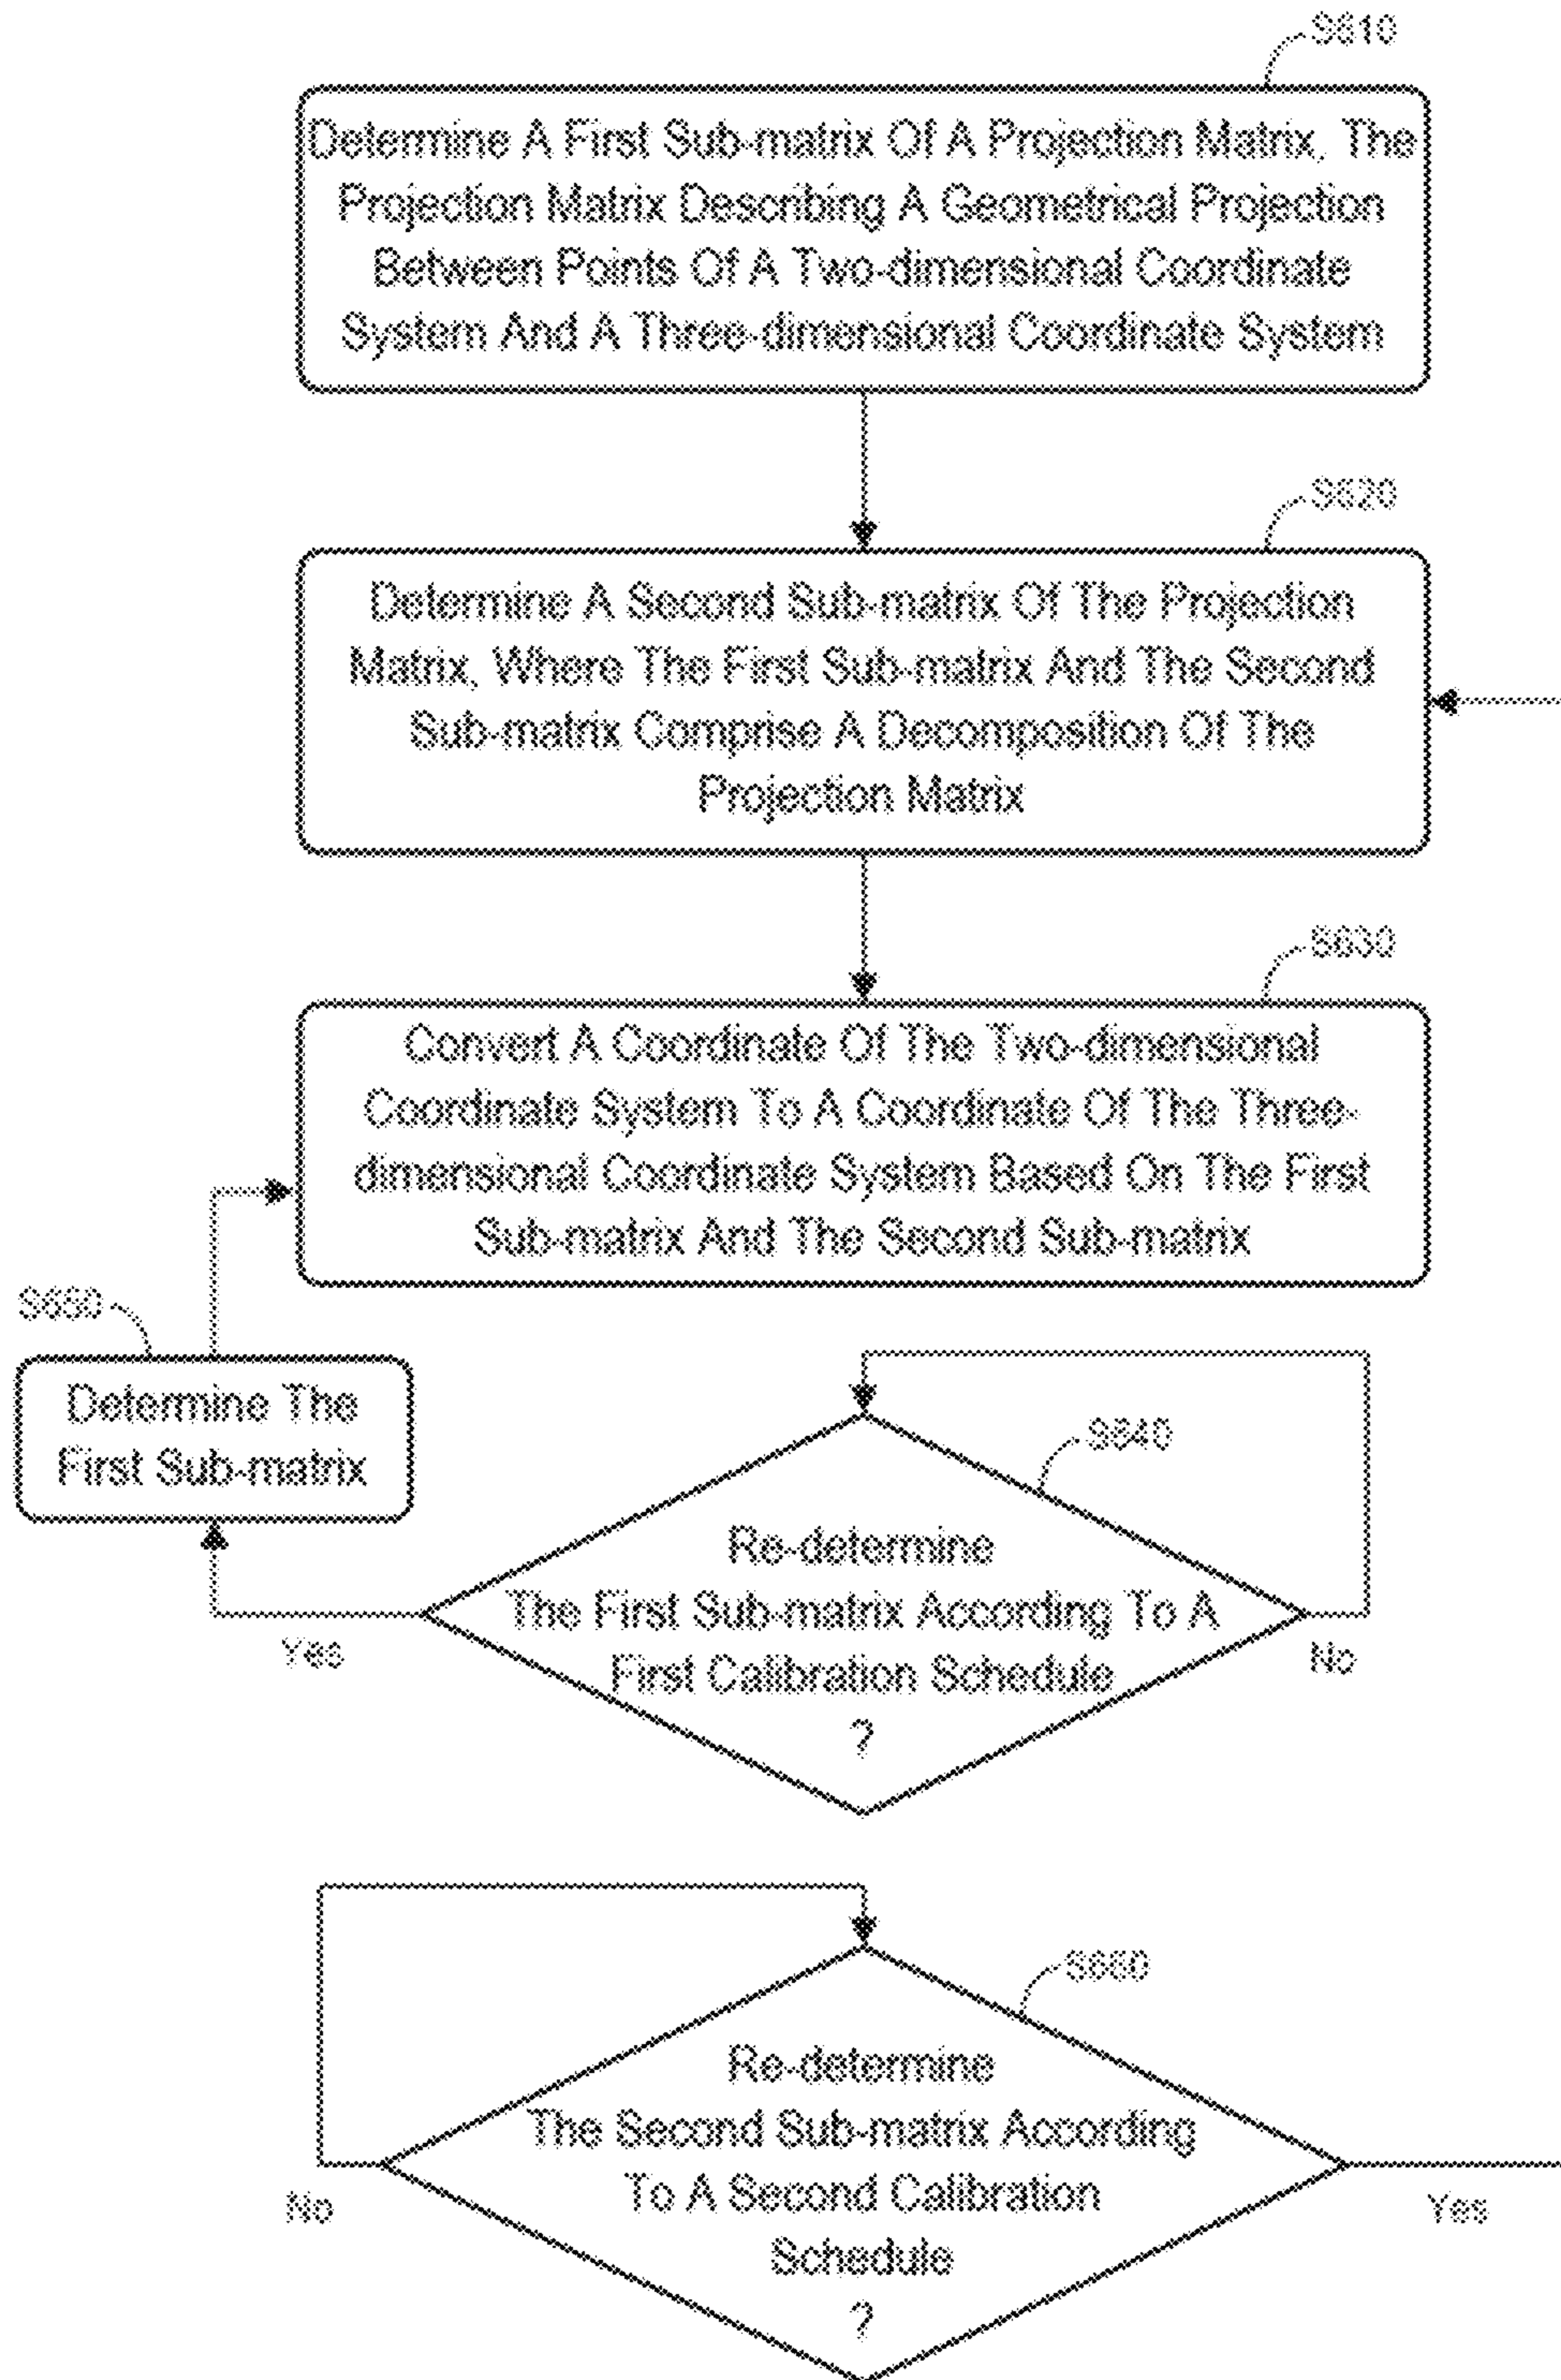 S610
Determine A First Sub-matrix Of A Projection Matrix, The
Projection Matrix Describing A Geometrical Projection
Between Points Of A Two-dimensional Coordinate
System And A Three-dimensional Coordinate System
S620
Determine A Second Sub-matrix Of The Projection
Matrix, Where The First Sub-matrix And The Second
Sub-matrix Comprise A Decomposition Of The
Projection Matrix
S630
Convert A Coordinate Of The Two-dimensional
Coordinate System To A Coordinate Of The Three-
dimensional Coordinate System Based On The First
Sub-matrix And The Second Sub-matrix
S650
Determine The
First Sub-matrix
S640
Re-determine
The First Sub-matrix According To A
First Calibration Schedule
?
Yes
No
S660
Re-determine
The Second Sub-matrix According
To A Second Calibration
Schedule
?
No
Yes